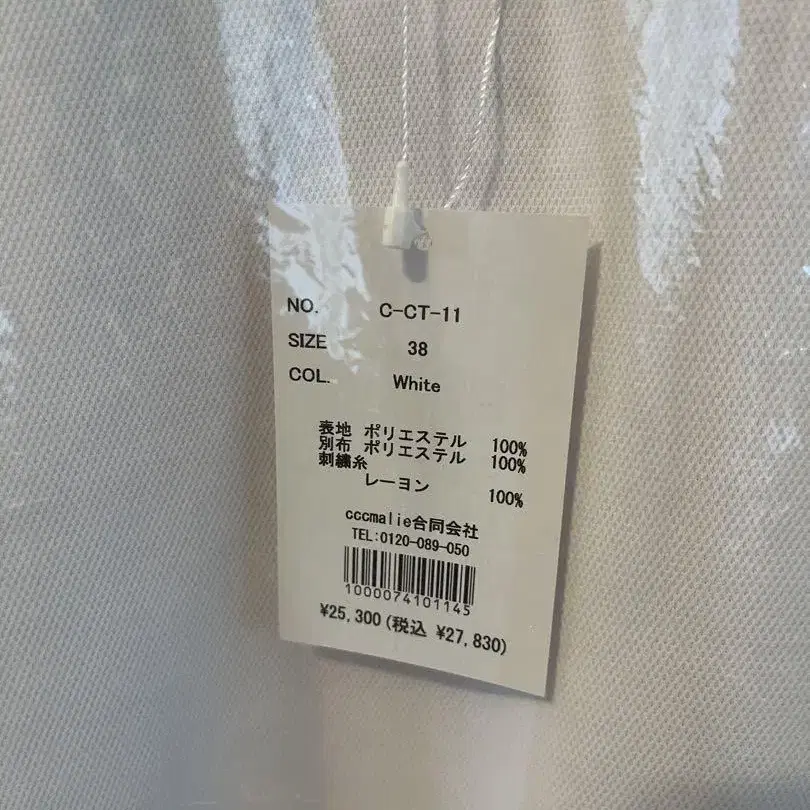 NO. C-CT-11
SIZE 38
COL. White
表地 ポリエステル 100%
別布 ポリエステル 100%
刺繍糸
レーヨン 100%
cccmalie合同会社
TEL:0120-089-050
1000074101145
¥25,300(税込 ¥27,830)